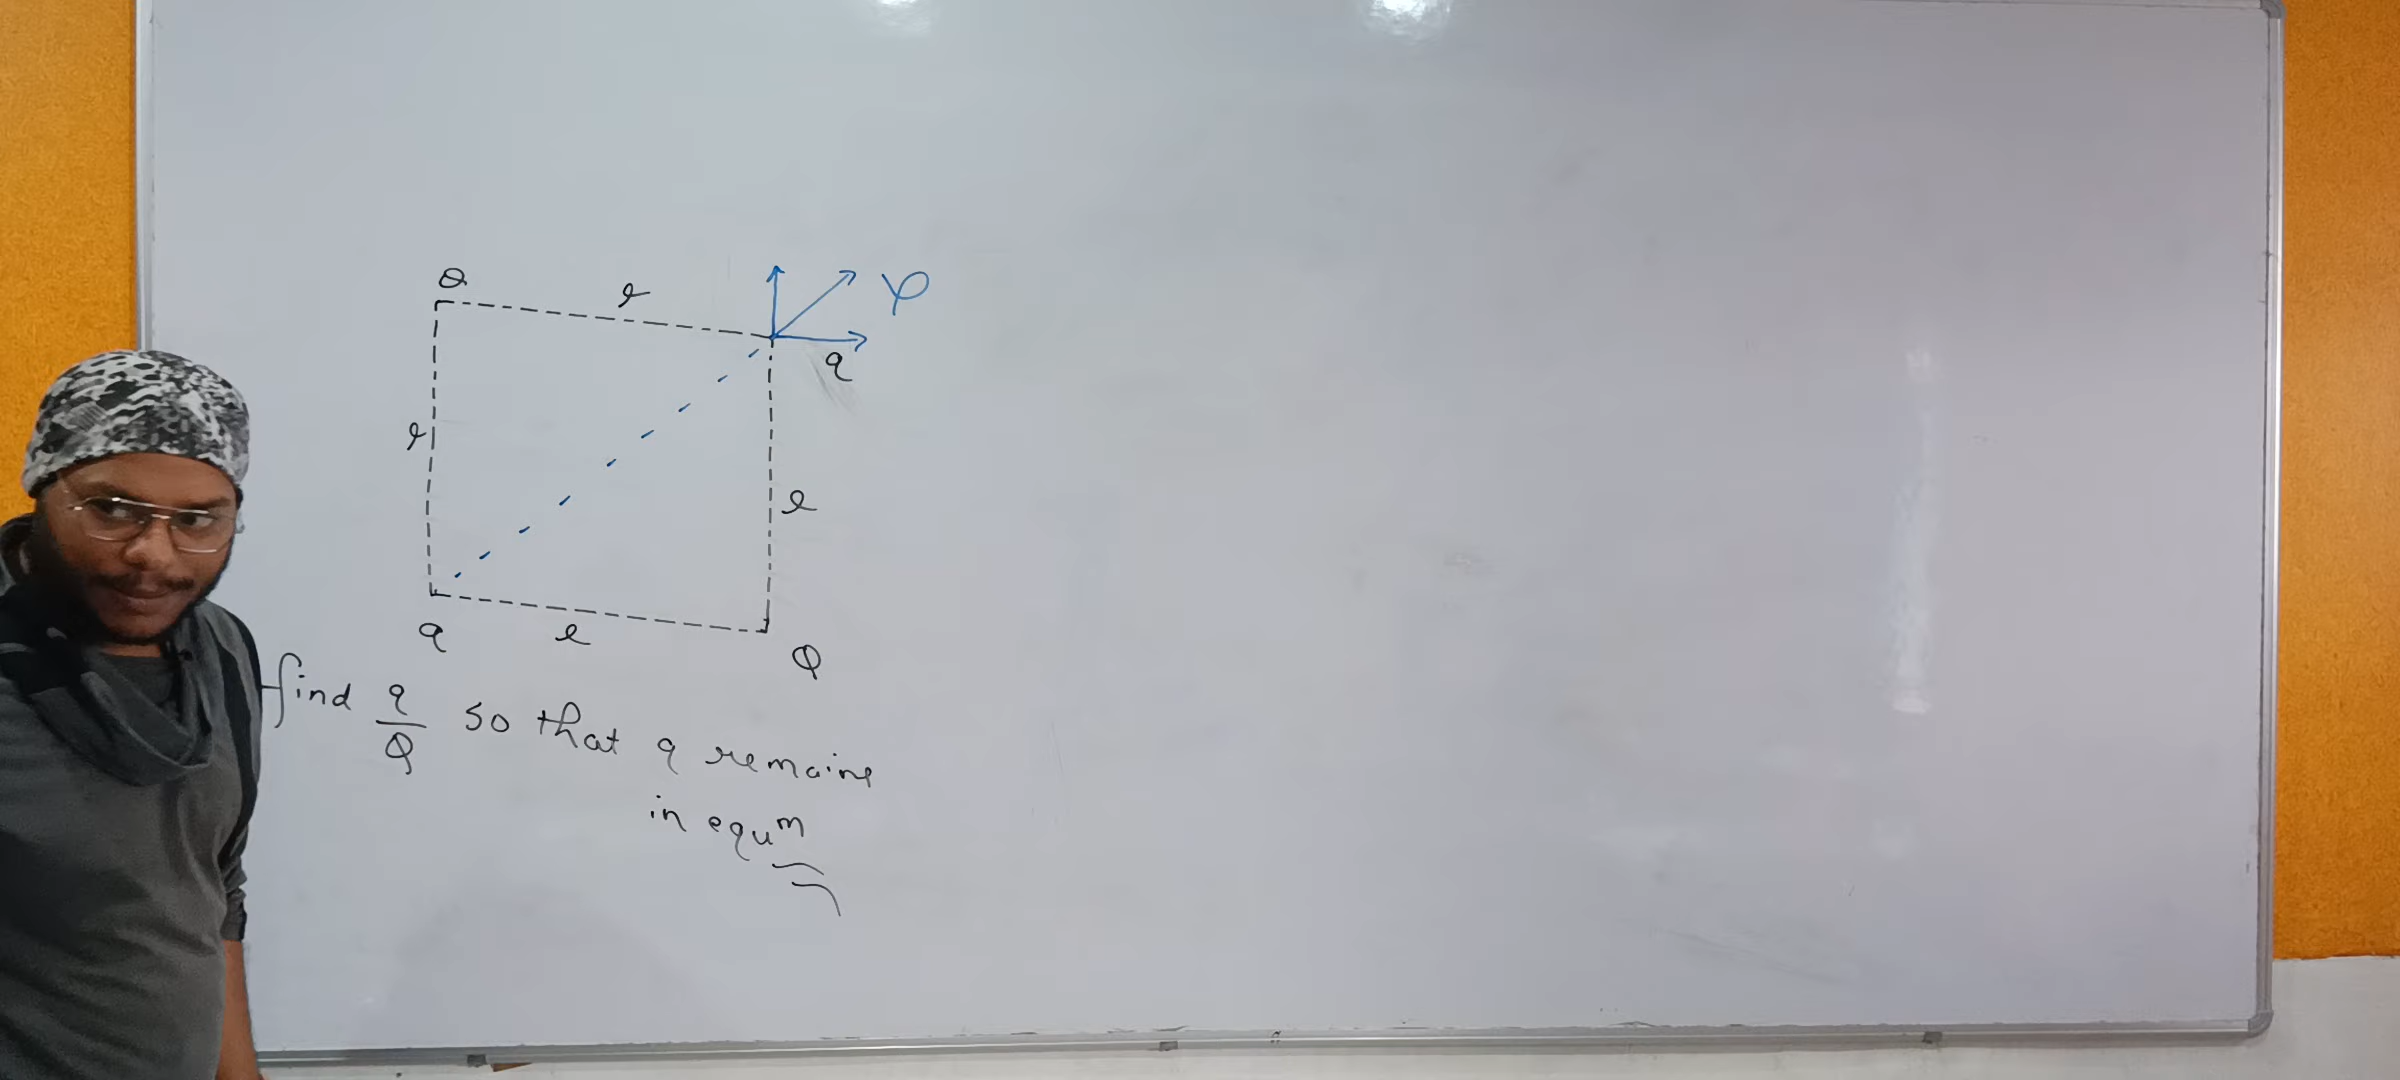 Q
l
q
l
l
q
l
Q
find q/Q so that q remains
in equm